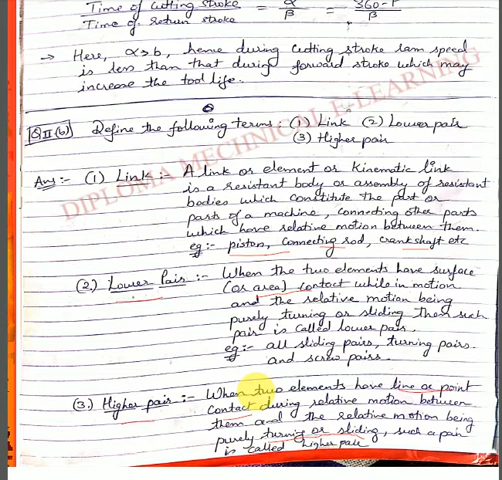 Time of Cutting stroke / Time of return stroke = α / β = 360-β / β
→ Here, α>b, hence during Cutting stroke ram speed
is less than that during forward stroke which may
increase the tool life.
Q II (b) Define the following terms: (1) Link (2) Lower pair
(3) Higher pair
Ans :- (1) Link :- A link or element or Kinematic link
is a resistant body or assembly of resistant
bodies which constitute the part or
parts of a machine, connecting other parts
which have relative motion between them.
eg :- piston, connecting rod, crankshaft etc
(2) Lower Pair :- When the two elements have surface
(or area) contact while in motion
and the relative motion being
purely turning or sliding then such
pair is called lower pair.
eg :- all sliding pairs, turning pairs
and screw pairs.
(3) Higher pair :- When two elements have line or point
contact during relative motion between
them and the relative motion being
purely turning or sliding, such a pair
is called higher pair
DIPLOMA MECHNICAL E-LEARNING